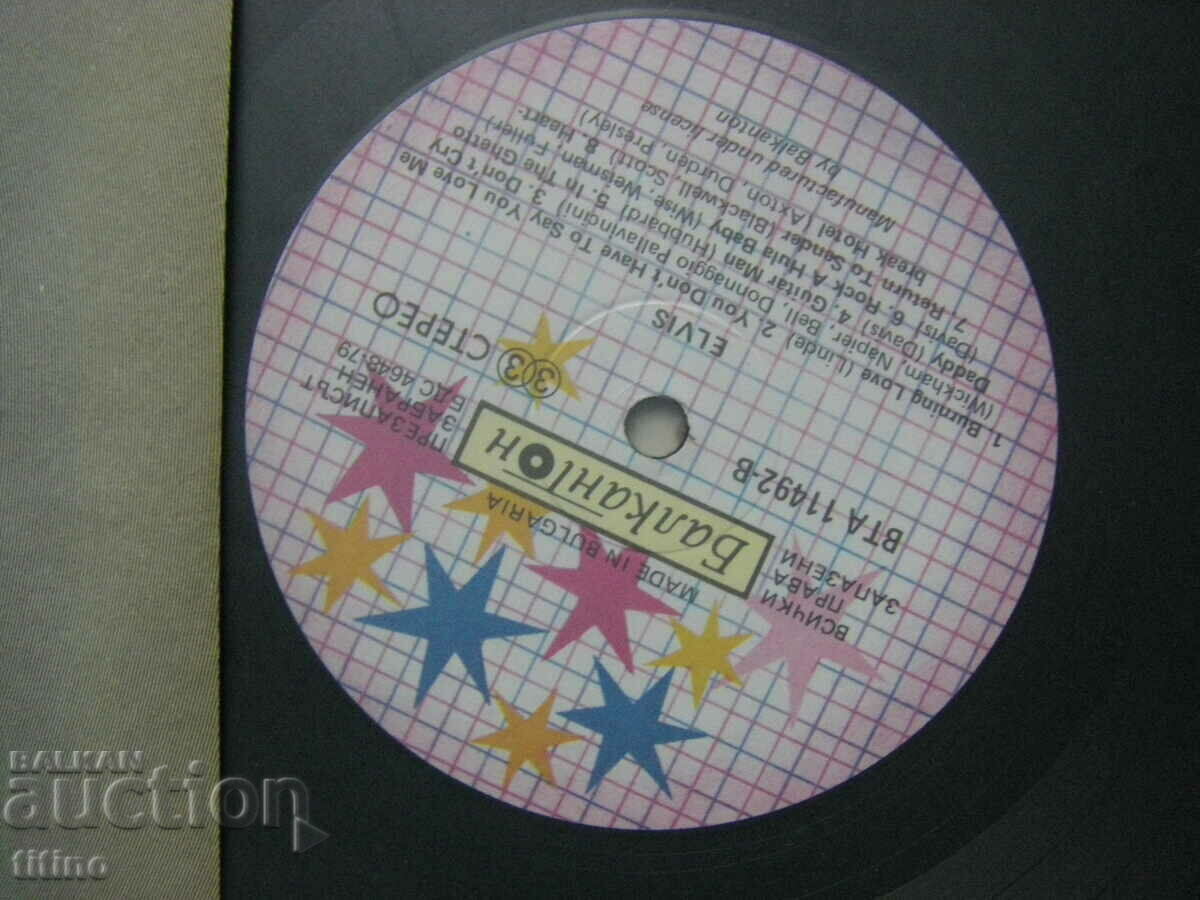 ВСИЧКИ
ПРАВА
ЗАПАЗЕНИ
MADE IN BULGARIA
Балкантон
ПРЕЗАПИСЪТ
ЗАБРАНЕН
БДС 4648:79
ВТА 11492-В
33 СТЕРЕО
ELVIS
1. Burning Love (Linde) 2. You Don't Have To Say You Love Me
(Wickham, Napier, Bell, Donnaggio Pallavincini) 3. Don't Cry
Daddy (Davis) 4. Guitar Man (Hubbard) 5. In The Ghetto
(Davis) 6. Rock A Hula Baby (Wise, Weisman, Fuller)
7. Return To Sender (Blackwell, Scott) 8. Heart-
break Hotel (Axton, Durden, Presley)
Manufactured under license
by Balkanton
BALKAN
auction
titino